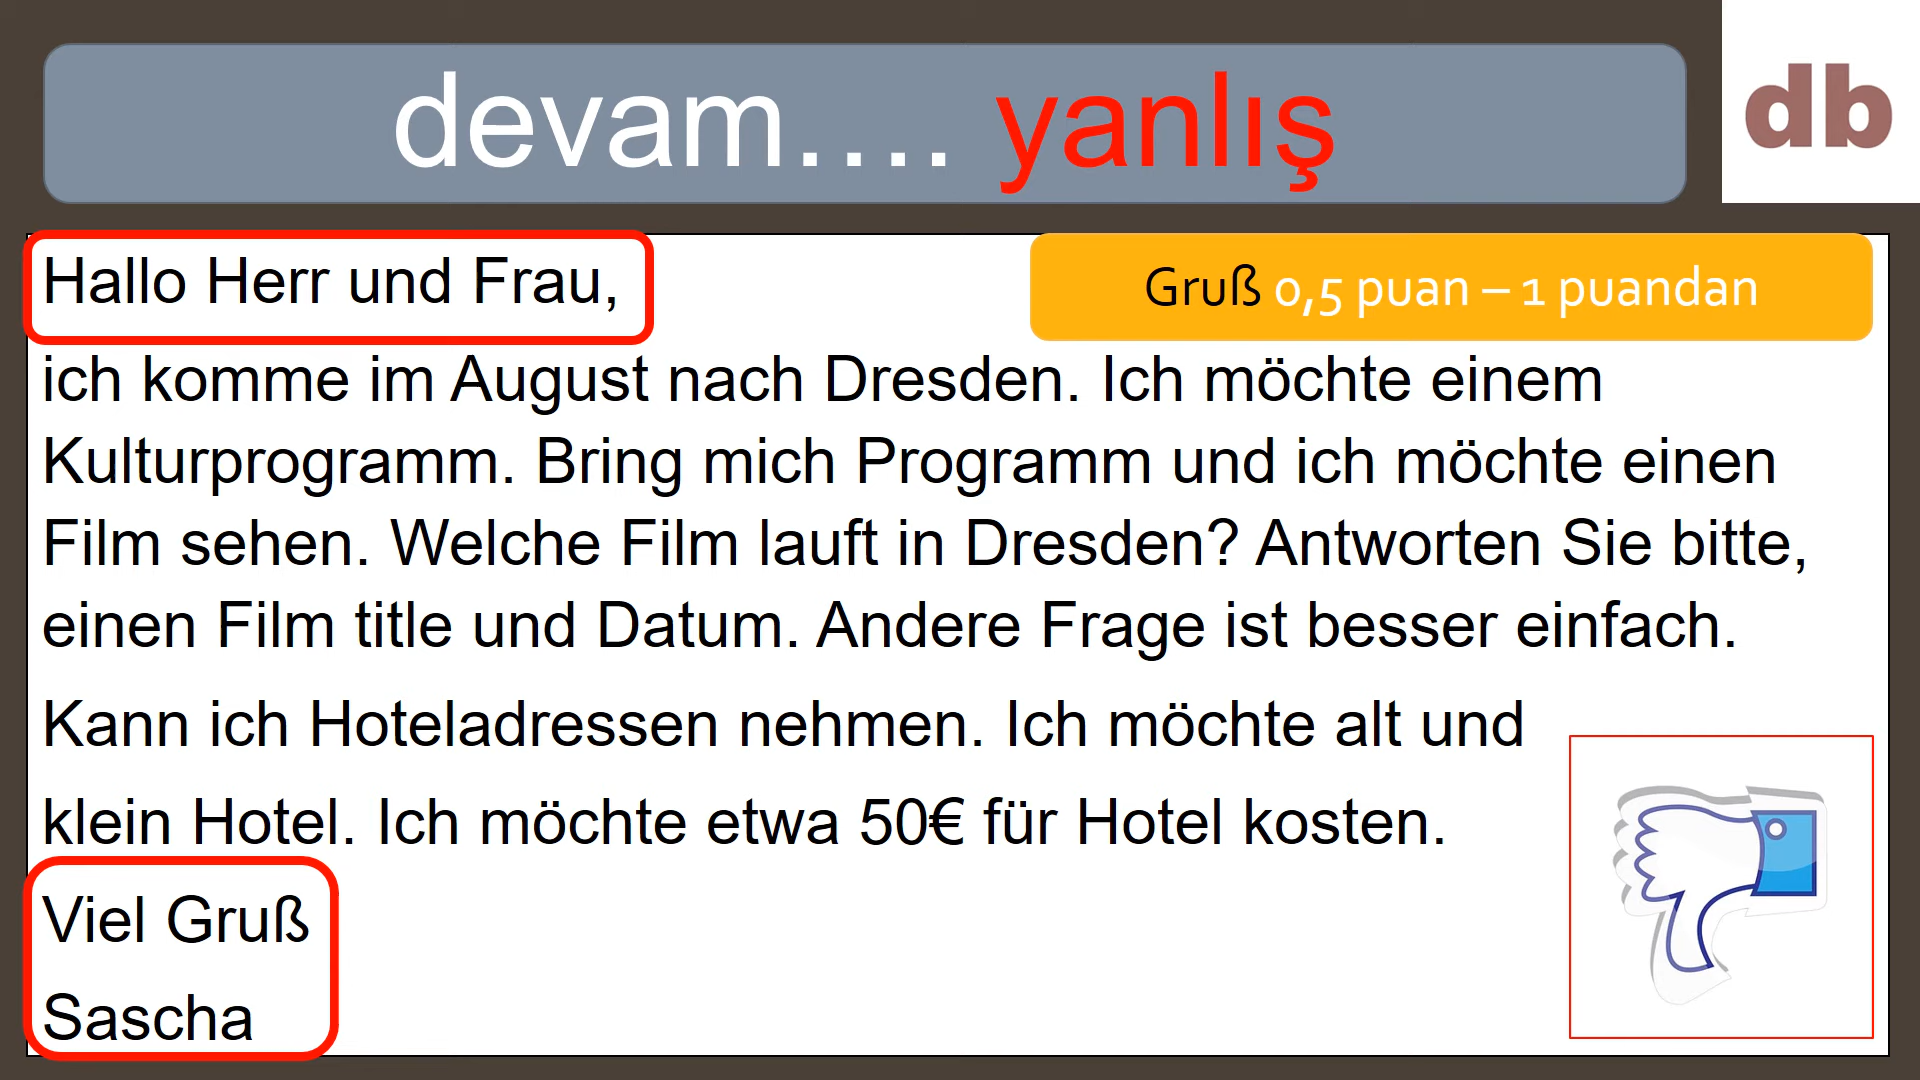 devam.... yanlış
db
Hallo Herr und Frau,
Gruß 0,5 puan – 1 puandan
ich komme im August nach Dresden. Ich möchte einem
Kulturprogramm. Bring mich Programm und ich möchte einen
Film sehen. Welche Film lauft in Dresden? Antworten Sie bitte,
einen Film title und Datum. Andere Frage ist besser einfach.
Kann ich Hoteladressen nehmen. Ich möchte alt und
klein Hotel. Ich möchte etwa 50€ für Hotel kosten.
Viel Gruß
Sascha